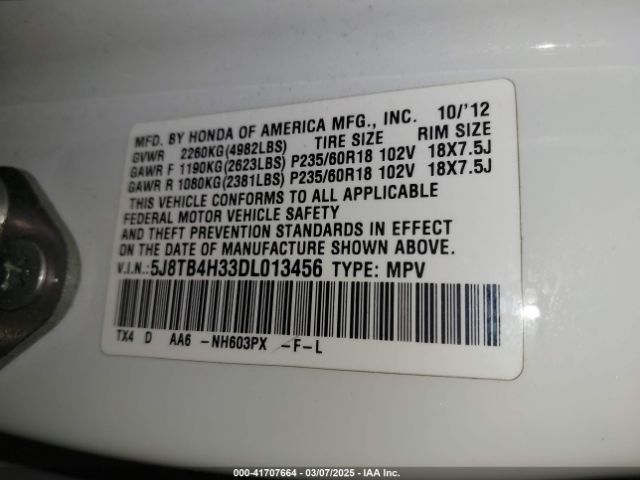 MFD. BY HONDA OF AMERICA MFG., INC. 10/'12
GVWR 2260KG(4982LBS) TIRE SIZE RIM SIZE
GAWR F 1190KG(2623LBS) P235/60R18 102V 18X7.5J
GAWR R 1080KG(2381LBS) P235/60R18 102V 18X7.5J
THIS VEHICLE CONFORMS TO ALL APPLICABLE
FEDERAL MOTOR VEHICLE SAFETY
AND THEFT PREVENTION STANDARDS IN EFFECT
ON THE DATE OF MANUFACTURE SHOWN ABOVE.
V.I.N.:5J8TB4H33DL013456 TYPE: MPV
TX4 D AA6 -NH603PX -F-L
0-41707664 - 03/07/2025 - IAA Inc.